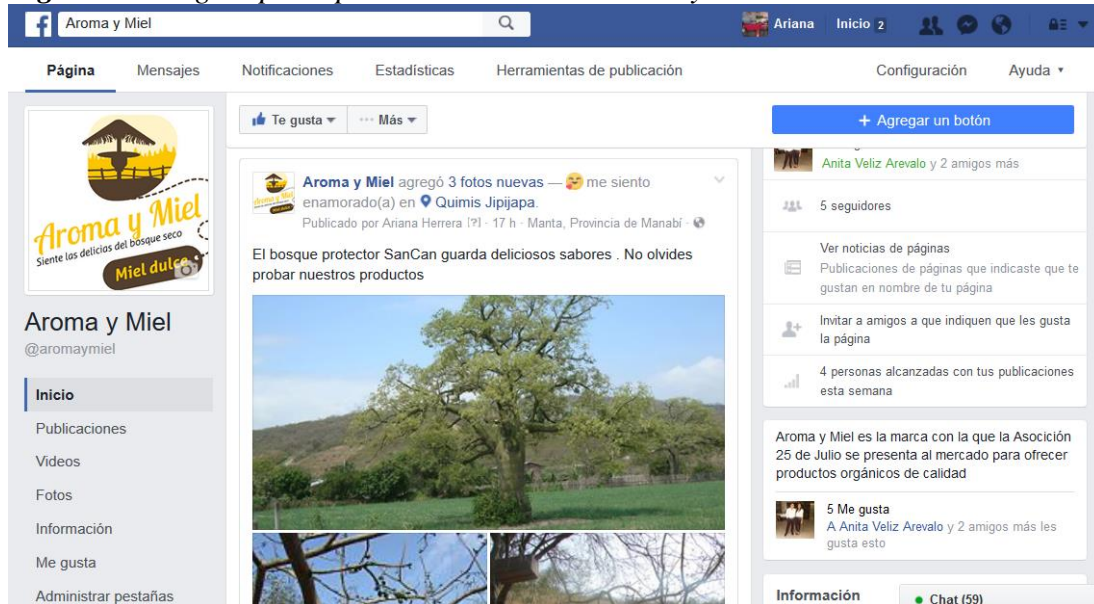 Aroma y Miel
Ariana
Inicio 2
Página
Mensajes
Notificaciones
Estadísticas
Herramientas de publicación
Configuración
Ayuda
Aroma y Miel
Siente las delicias del bosque seco
Miel dulce
Aroma y Miel
@aromaymiel
Inicio
Publicaciones
Videos
Fotos
Información
Me gusta
Administrar pestañas
Te gusta
Más
Aroma y Miel agregó 3 fotos nuevas — me siento
enamorado(a) en Quimis Jipijapa.
Publicado por Ariana Herrera [?] · 17 h · Manta, Provincia de Manabí ·
El bosque protector SanCan guarda deliciosos sabores . No olvides
probar nuestros productos
+ Agregar un botón
Anita Veliz Arevalo y 2 amigos más
5 seguidores
Ver noticias de páginas
Publicaciones de páginas que indicaste que te
gustan en nombre de tu página
Invitar a amigos a que indiquen que les gusta
la página
4 personas alcanzadas con tus publicaciones
esta semana
Aroma y Miel es la marca con la que la Asocición
25 de Julio se presenta al mercado para ofrecer
productos orgánicos de calidad
5 Me gusta
A Anita Veliz Arevalo y 2 amigos más les
gusta esto
Información
Chat (59)